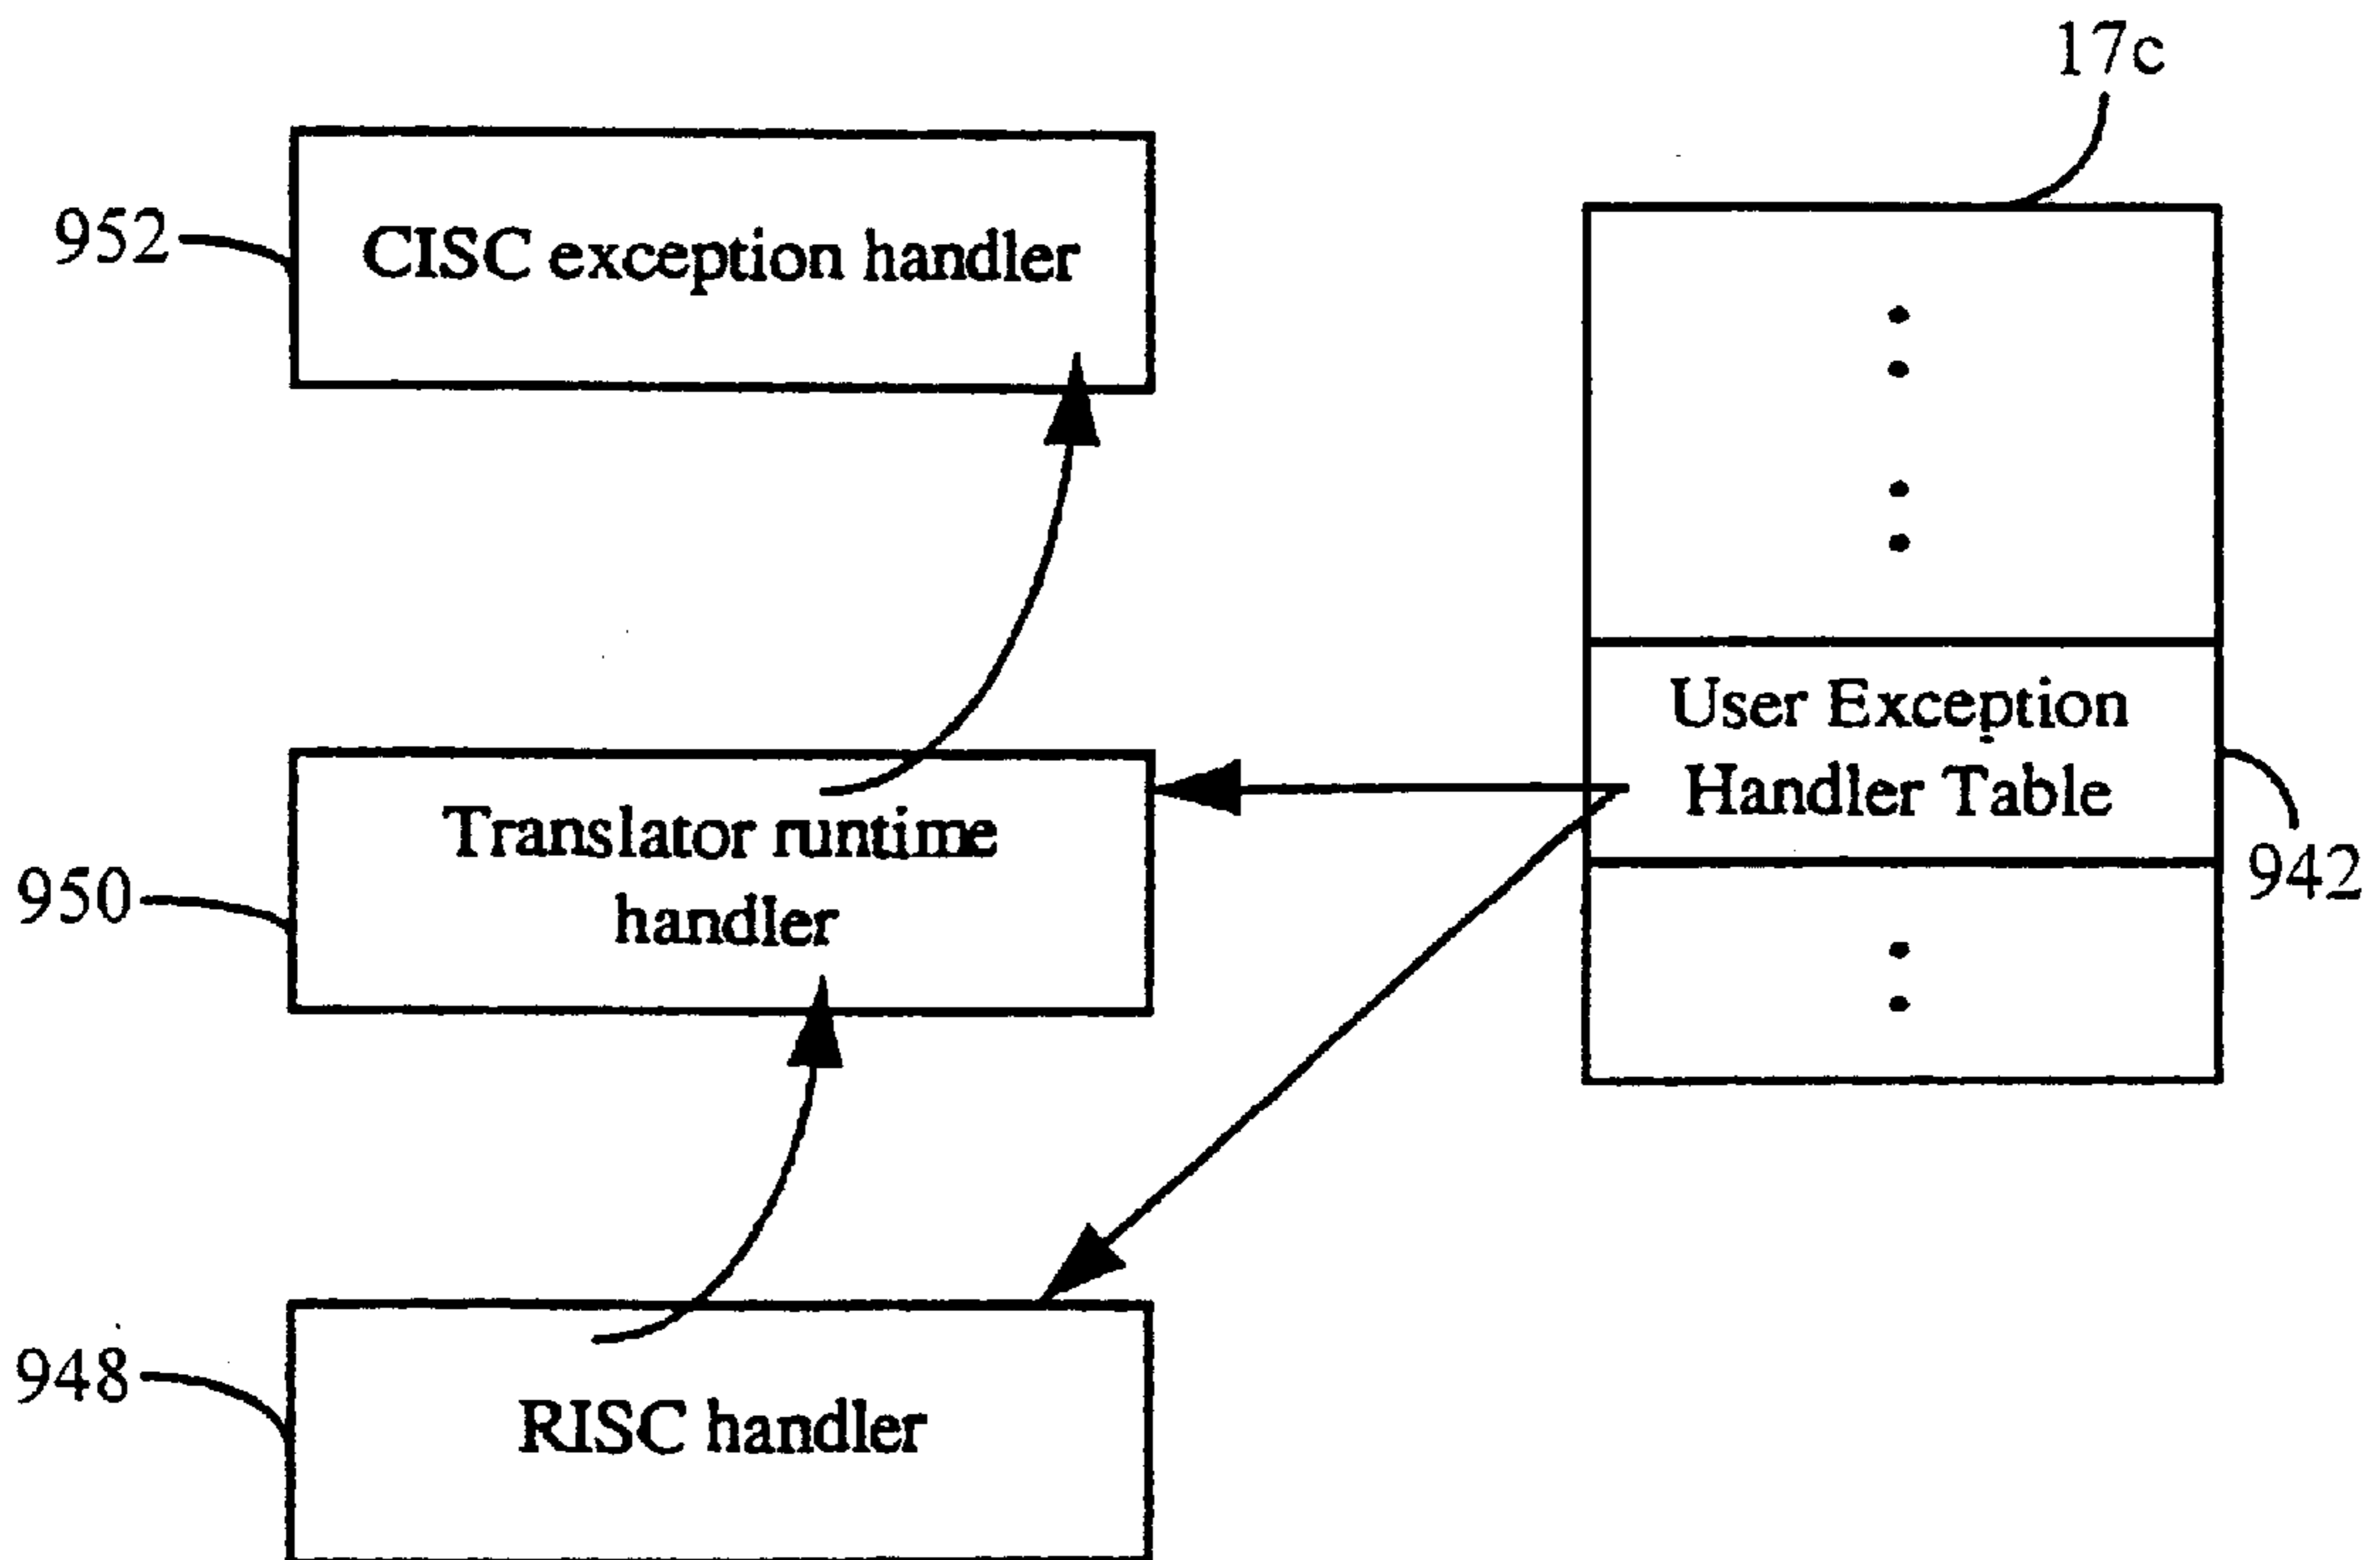 17c
952
CISC exception handler
User Exception
Handler Table
942
Translator runtime
handler
950
948
RISC handler